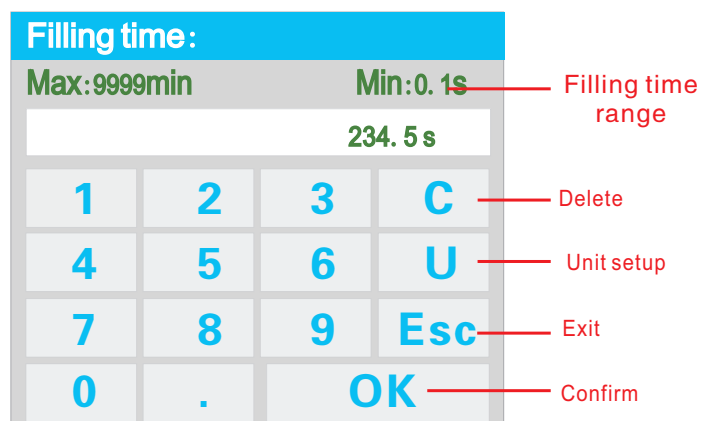 Filling time:
Max:9999min Min:0.1s
Filling time
range
234.5s
1 2 3 C
Delete
4 5 6 U
Unit setup
7 8 9 Esc
Exit
0 . OK
Confirm